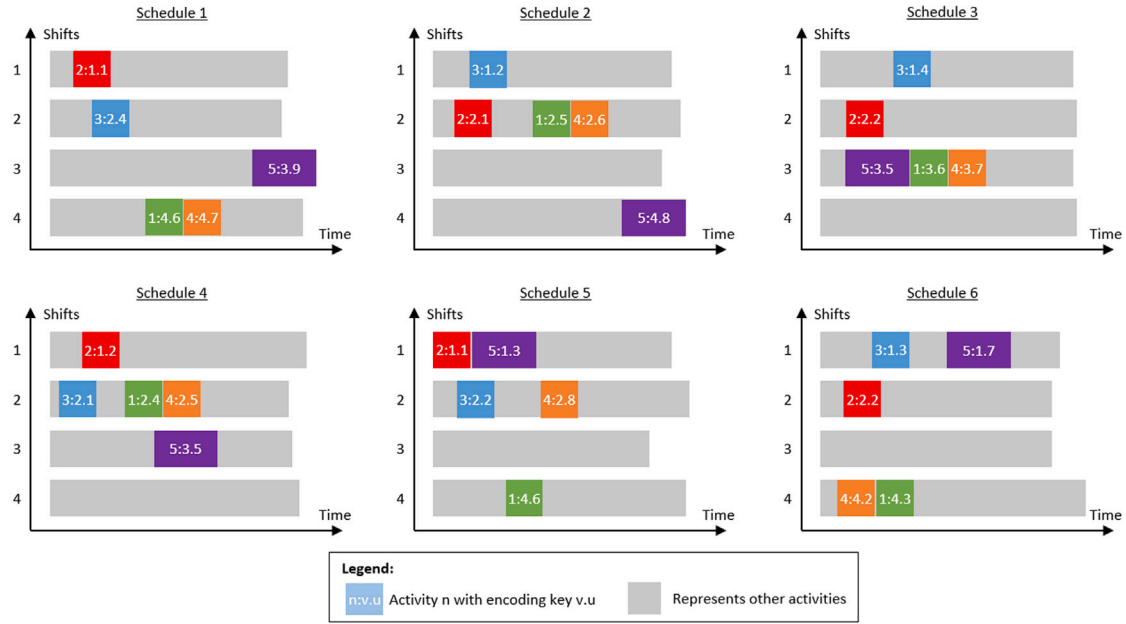 Schedule 1
Shifts
1
2:1.1
2
3:2.4
3
5:3.9
4
1:4.6
4:4.7
Time
Schedule 2
Shifts
1
3:1.2
2
2:2.1
1:2.5
4:2.6
3
4
5:4.8
Time
Schedule 3
Shifts
1
3:1.4
2
2:2.2
3
5:3.5
1:3.6
4:3.7
4
Time
Schedule 4
Shifts
1
2:1.2
2
3:2.1
1:2.4
4:2.5
3
5:3.5
4
Time
Schedule 5
Shifts
1
2:1.1
5:1.3
2
3:2.2
4:2.8
3
4
1:4.6
Time
Schedule 6
Shifts
1
3:1.3
5:1.7
2
2:2.2
3
4
4:4.2
1:4.3
Time
Legend:
n:v.u
Activity n with encoding key v.u
Represents other activities